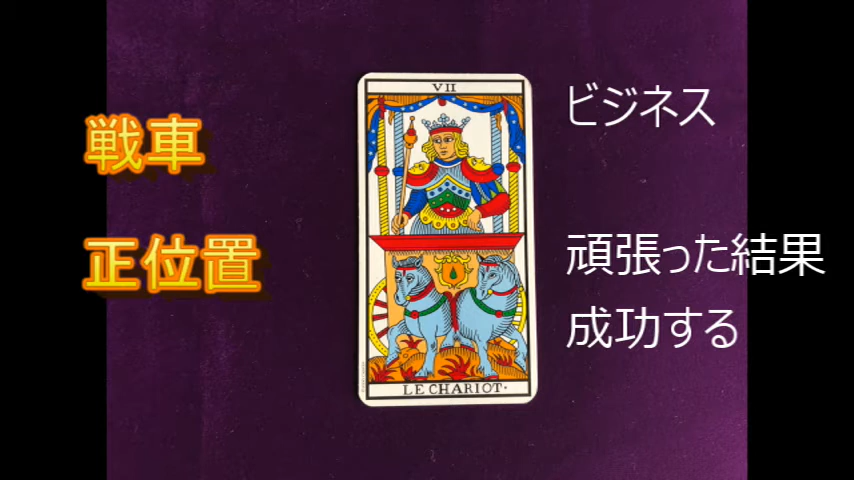 戦車
正位置
VII
LE CHARIOT·
ビジネス
頑張った結果
成功する